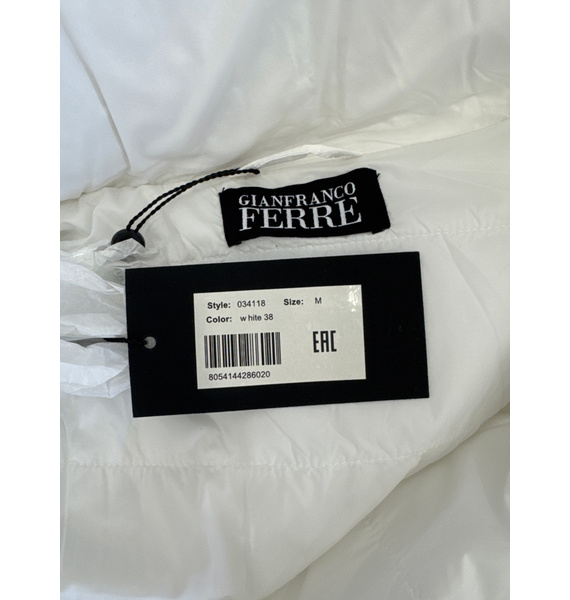 GIANFRANCO
FERRE
Style: 034118 Size: M
Color: white 38
EAC
8054144286020